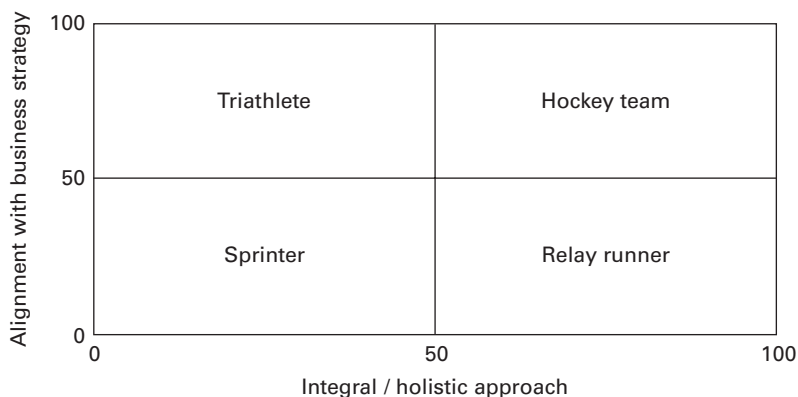 100
Triathlete
Hockey team
Alignment with business strategy
50
Sprinter
Relay runner
0
0
50
100
Integral / holistic approach